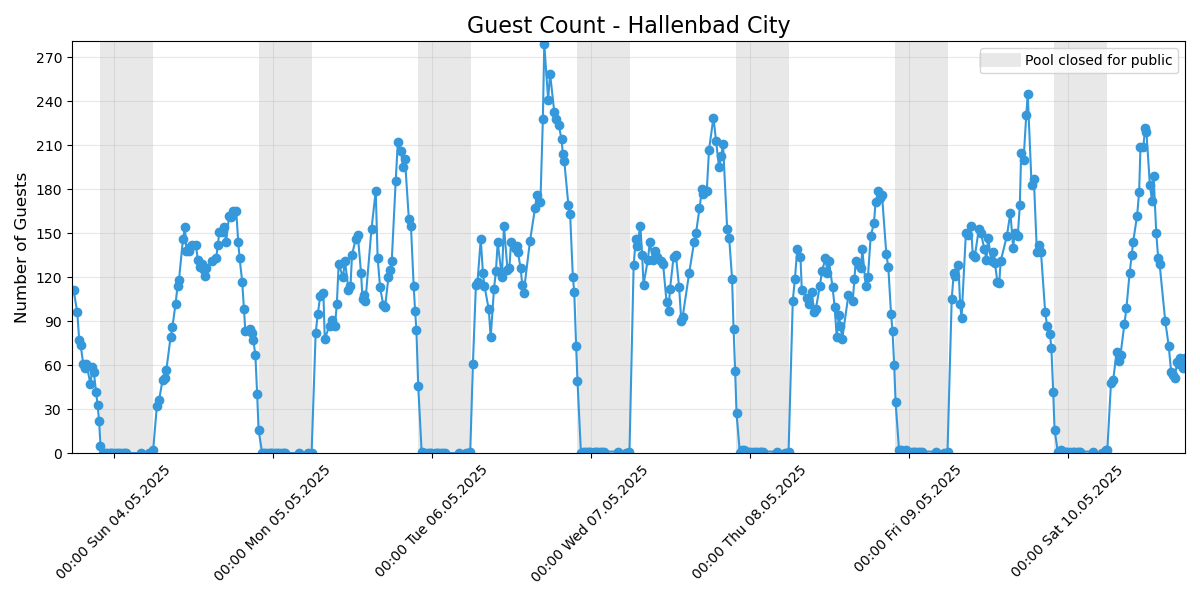 Guest Count - Hallenbad City
Pool closed for public
Number of Guests
270
240
210
180
150
120
90
60
30
0
00:00 Sun 04.05.2025
00:00 Mon 05.05.2025
00:00 Tue 06.05.2025
00:00 Wed 07.05.2025
00:00 Thu 08.05.2025
00:00 Fri 09.05.2025
00:00 Sat 10.05.2025